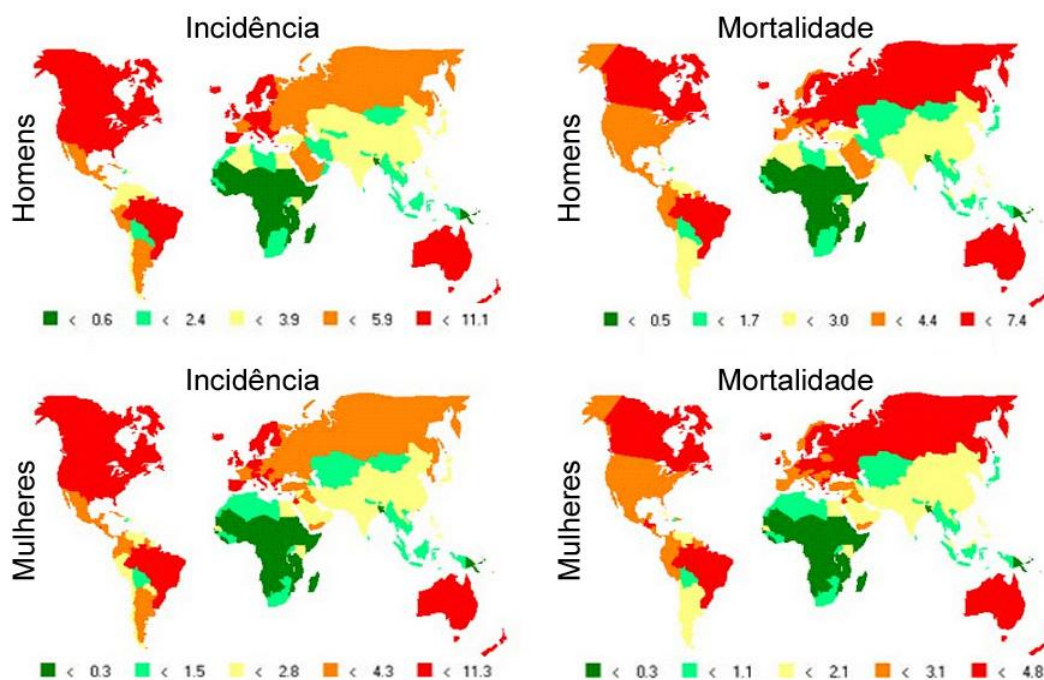 Incidência
Mortalidade
Homens
Homens
< 0.6 < 2.4 < 3.9 < 5.9 < 11.1
< 0.5 < 1.7 < 3.0 < 4.4 < 7.4
Incidência
Mortalidade
Mulheres
Mulheres
< 0.3 < 1.5 < 2.8 < 4.3 < 11.3
< 0.3 < 1.1 < 2.1 < 3.1 < 4.8